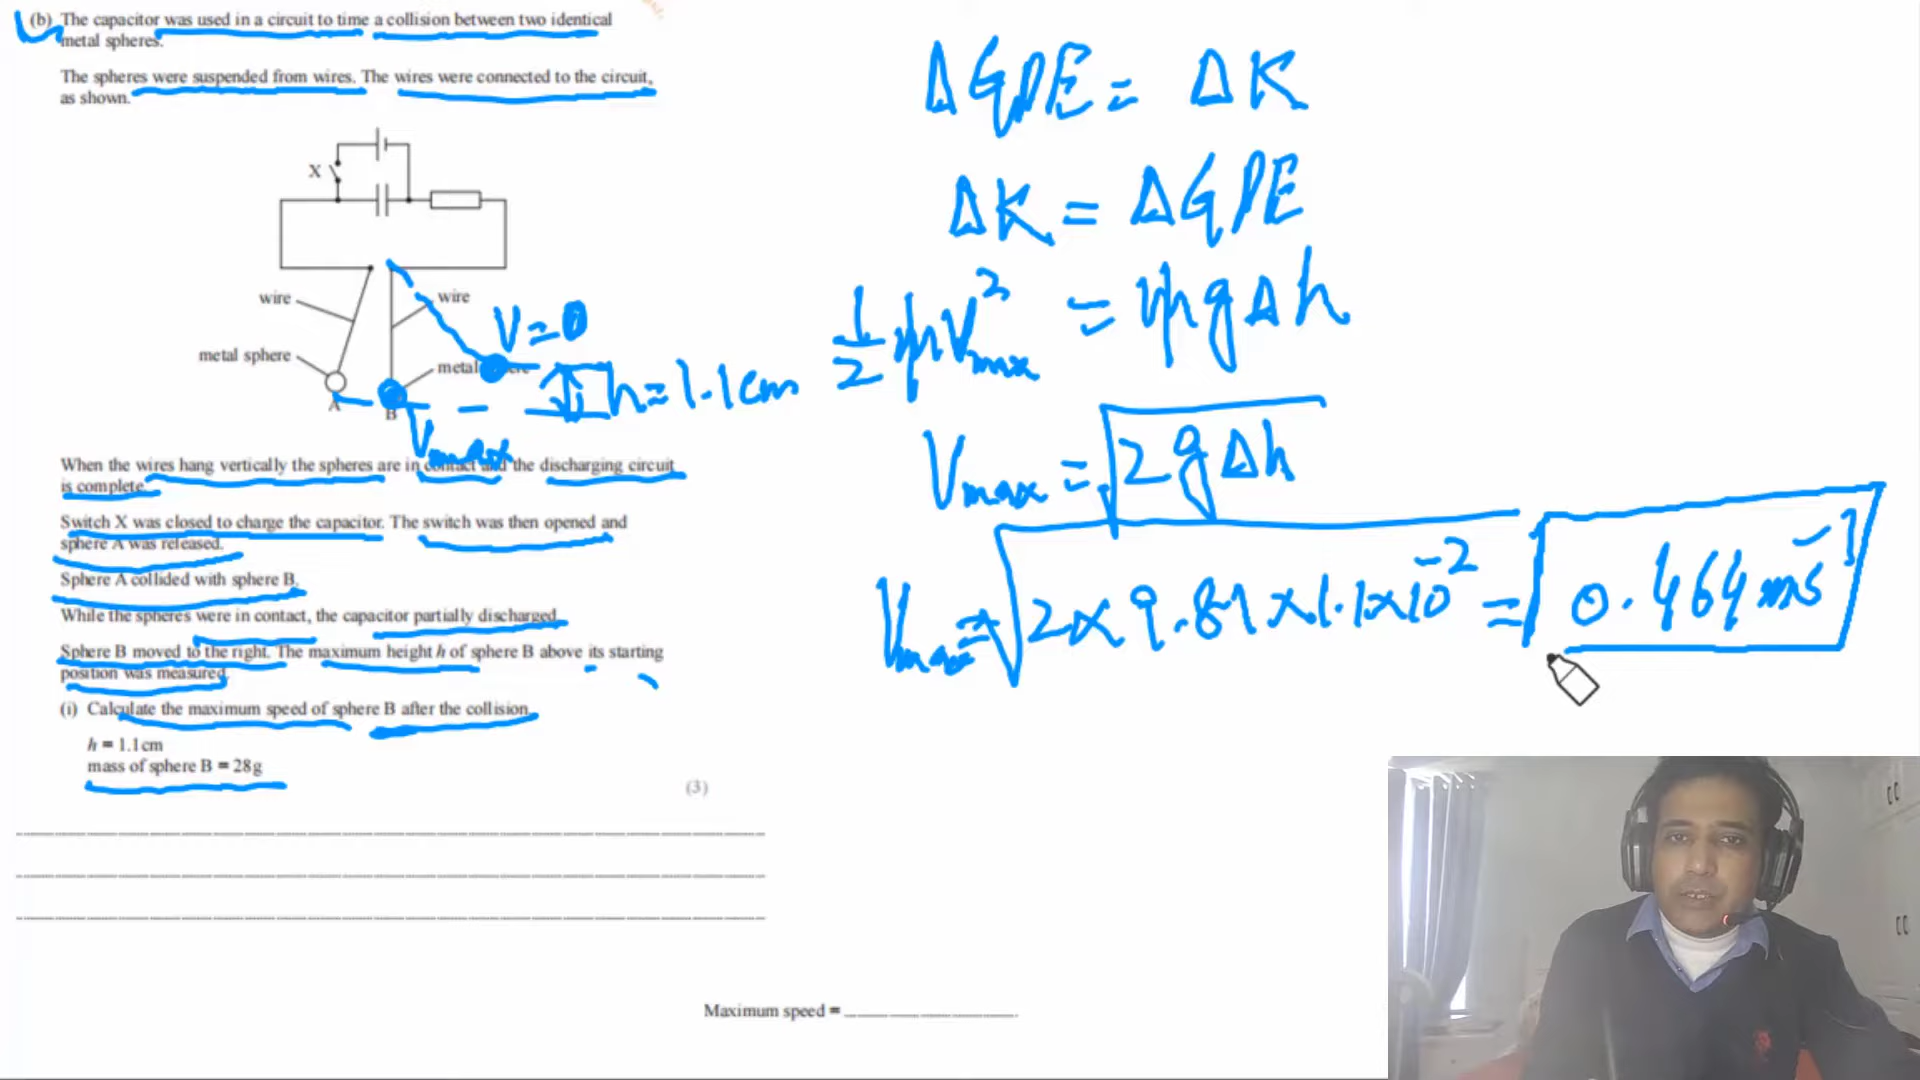 (b) The capacitor was used in a circuit to time a collision between two identical
metal spheres.
The spheres were suspended from wires. The wires were connected to the circuit,
as shown.
X
wire
wire
metal sphere
metal
A
B
V=0
h=1.1cm
Vmax
When the wires hang vertically the spheres are in contact and the discharging circuit
is complete.
Switch X was closed to charge the capacitor. The switch was then opened and
sphere A was released.
Sphere A collided with sphere B.
While the spheres were in contact, the capacitor partially discharged.
Sphere B moved to the right. The maximum height h of sphere B above its starting
position was measured.
(i) Calculate the maximum speed of sphere B after the collision.
h = 1.1cm
mass of sphere B = 28g
(3)
Maximum speed =
ΔGPE = ΔK
ΔK = ΔGPE
1/2 mVmax² = mgΔh
Vmax = √2gΔh
Vmax = √2×9.81×1.1×10⁻² = 0.464ms⁻¹